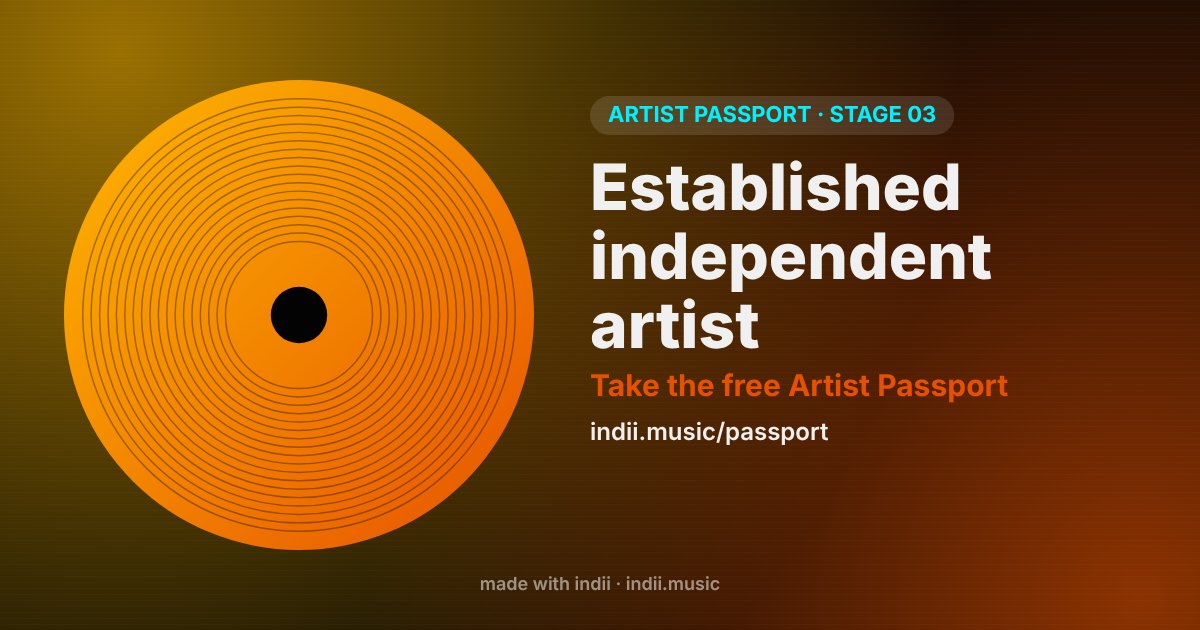 ARTIST PASSPORT · STAGE 03
Established
independent
artist
Take the free Artist Passport
indii.music/passport
made with indii · indii.music